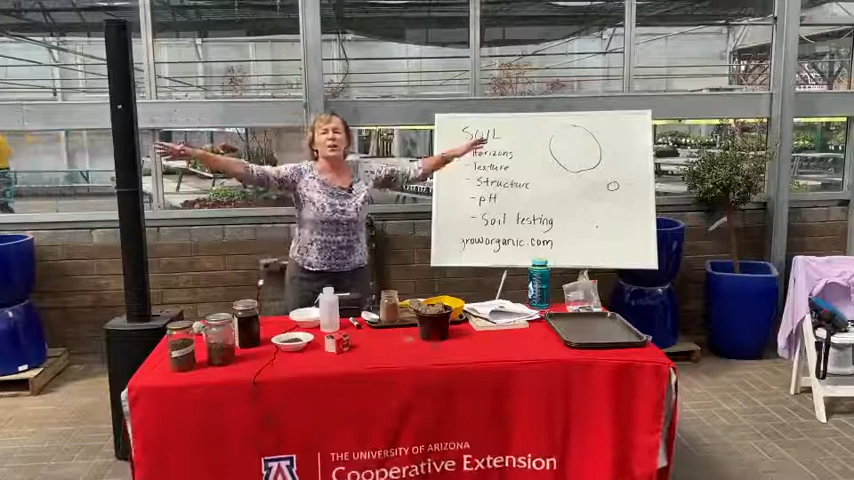 SOIL
- Horizons
- Texture
- Structure
- pH
- Soil testing
groworganic.com
THE UNIVERSITY OF ARIZONA
A
Cooperative Extension